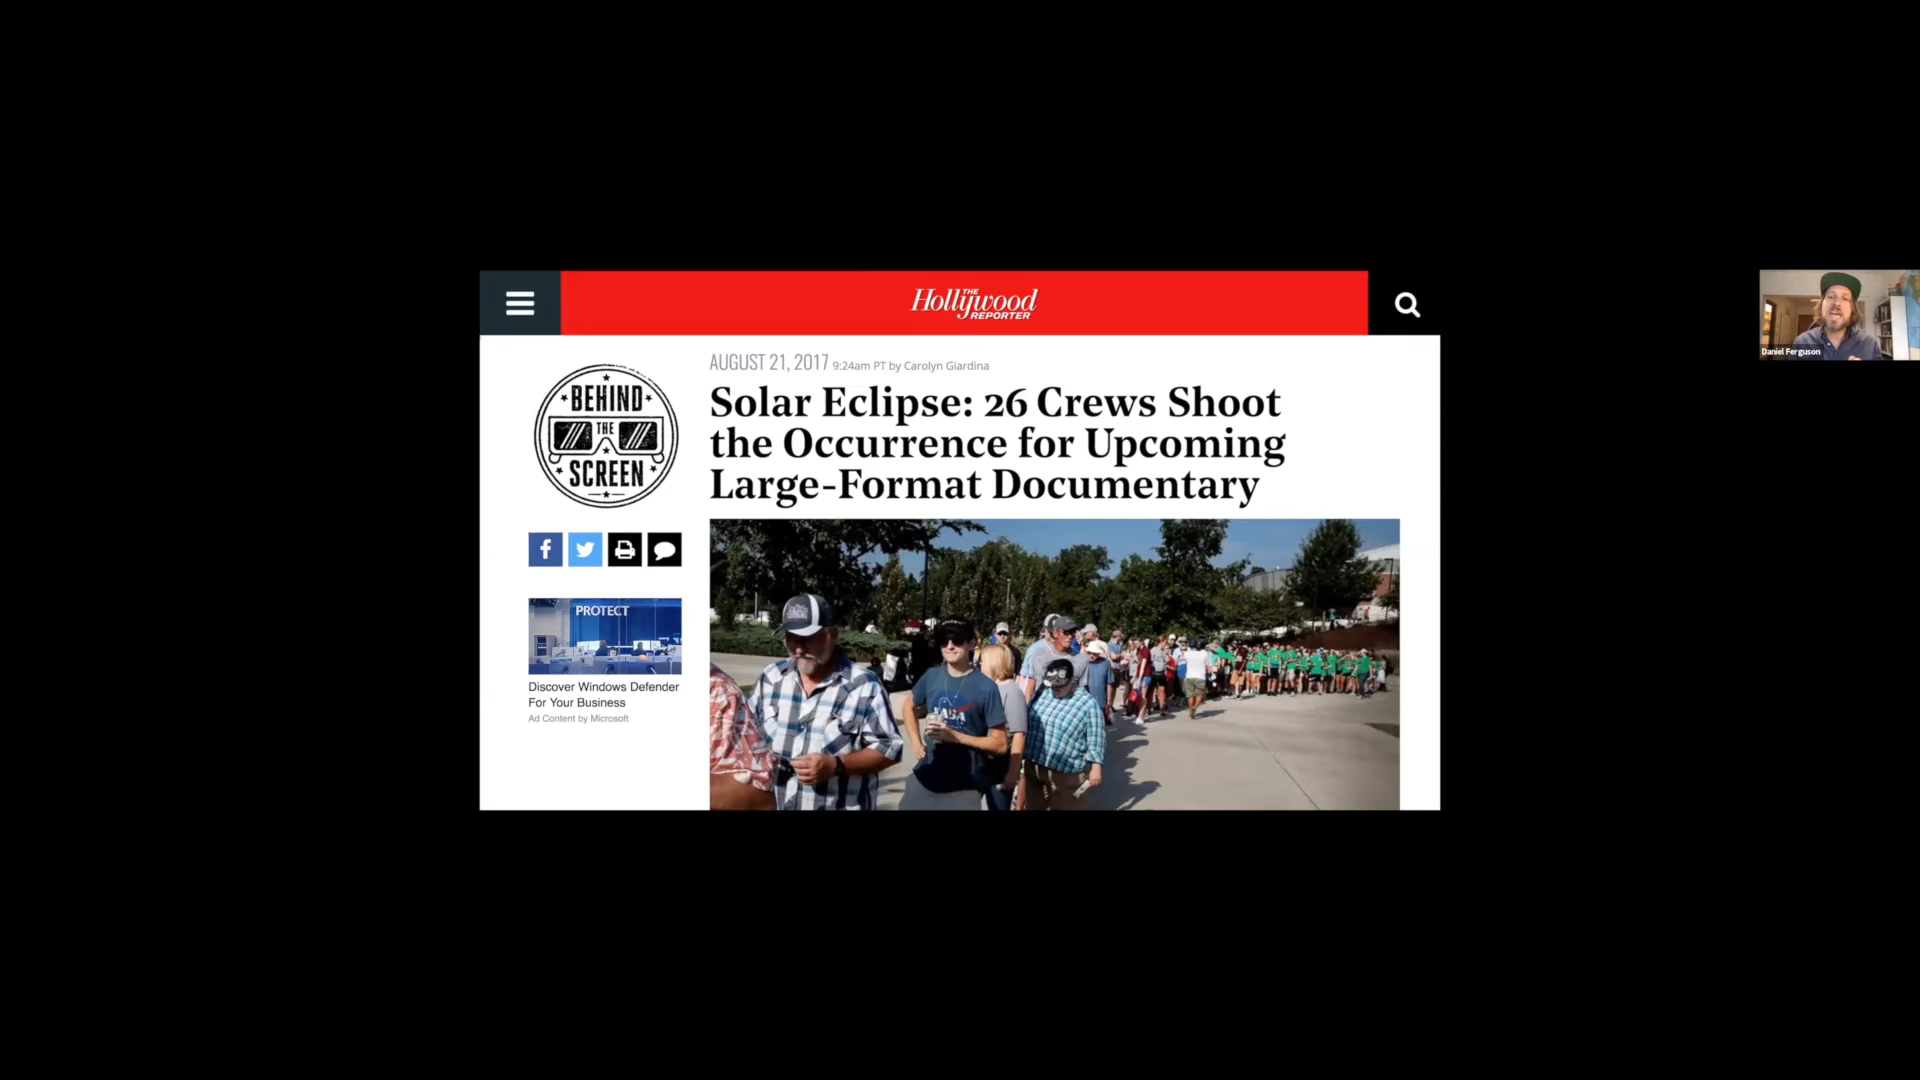 THE
Hollywood
REPORTER
AUGUST 21, 2017 9:24am PT by Carolyn Giardina
Solar Eclipse: 26 Crews Shoot
the Occurrence for Upcoming
Large-Format Documentary
BEHIND
THE
SCREEN
PROTECT
Discover Windows Defender
For Your Business
Ad Content by Microsoft
NASA
Daniel Ferguson